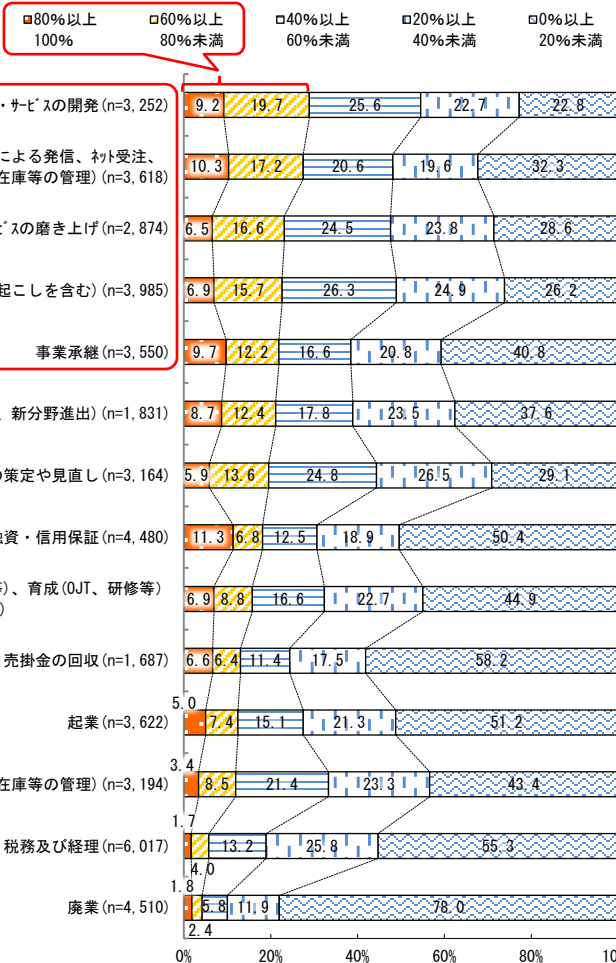 80%以上 60%以上 40%以上 20%以上 0%以上
100% 80%未満 60%未満 40%未満 20%未満
・サービスの開発(n=3,252) 9.2 19.7 25.6 22.7 22.8
による発信、ネット受注、
在庫等の管理)(n=3,618) 10.3 17.2 20.6 19.6 32.3
ビスの磨き上げ(n=2,874) 6.5 16.6 24.5 23.8 28.6
起こしを含む)(n=3,985) 6.9 15.7 26.3 24.9 26.2
事業承継(n=3,550) 9.7 12.2 16.6 20.8 40.8
、新分野進出)(n=1,831) 8.7 12.4 17.8 23.5 37.6
の策定や見直し(n=3,164) 5.9 13.6 24.8 26.5 29.1
融資・信用保証(n=4,480) 11.3 6.8 12.5 18.9 50.4
等)、育成(OJT、研修等)
) 6.9 8.8 16.6 22.7 44.9
売掛金の回収(n=1,687) 6.6 6.4 11.4 17.5 58.2
起業(n=3,622) 5.0 7.4 15.1 21.3 51.2
在庫等の管理)(n=3,194) 3.4 8.5 21.4 23.3 43.4
税務及び経理(n=6,017) 1.7 4.0 13.2 25.8 55.3
廃業(n=4,510) 1.8 2.4 5.8 11.9 78.0
0% 20% 40% 60% 80% 10